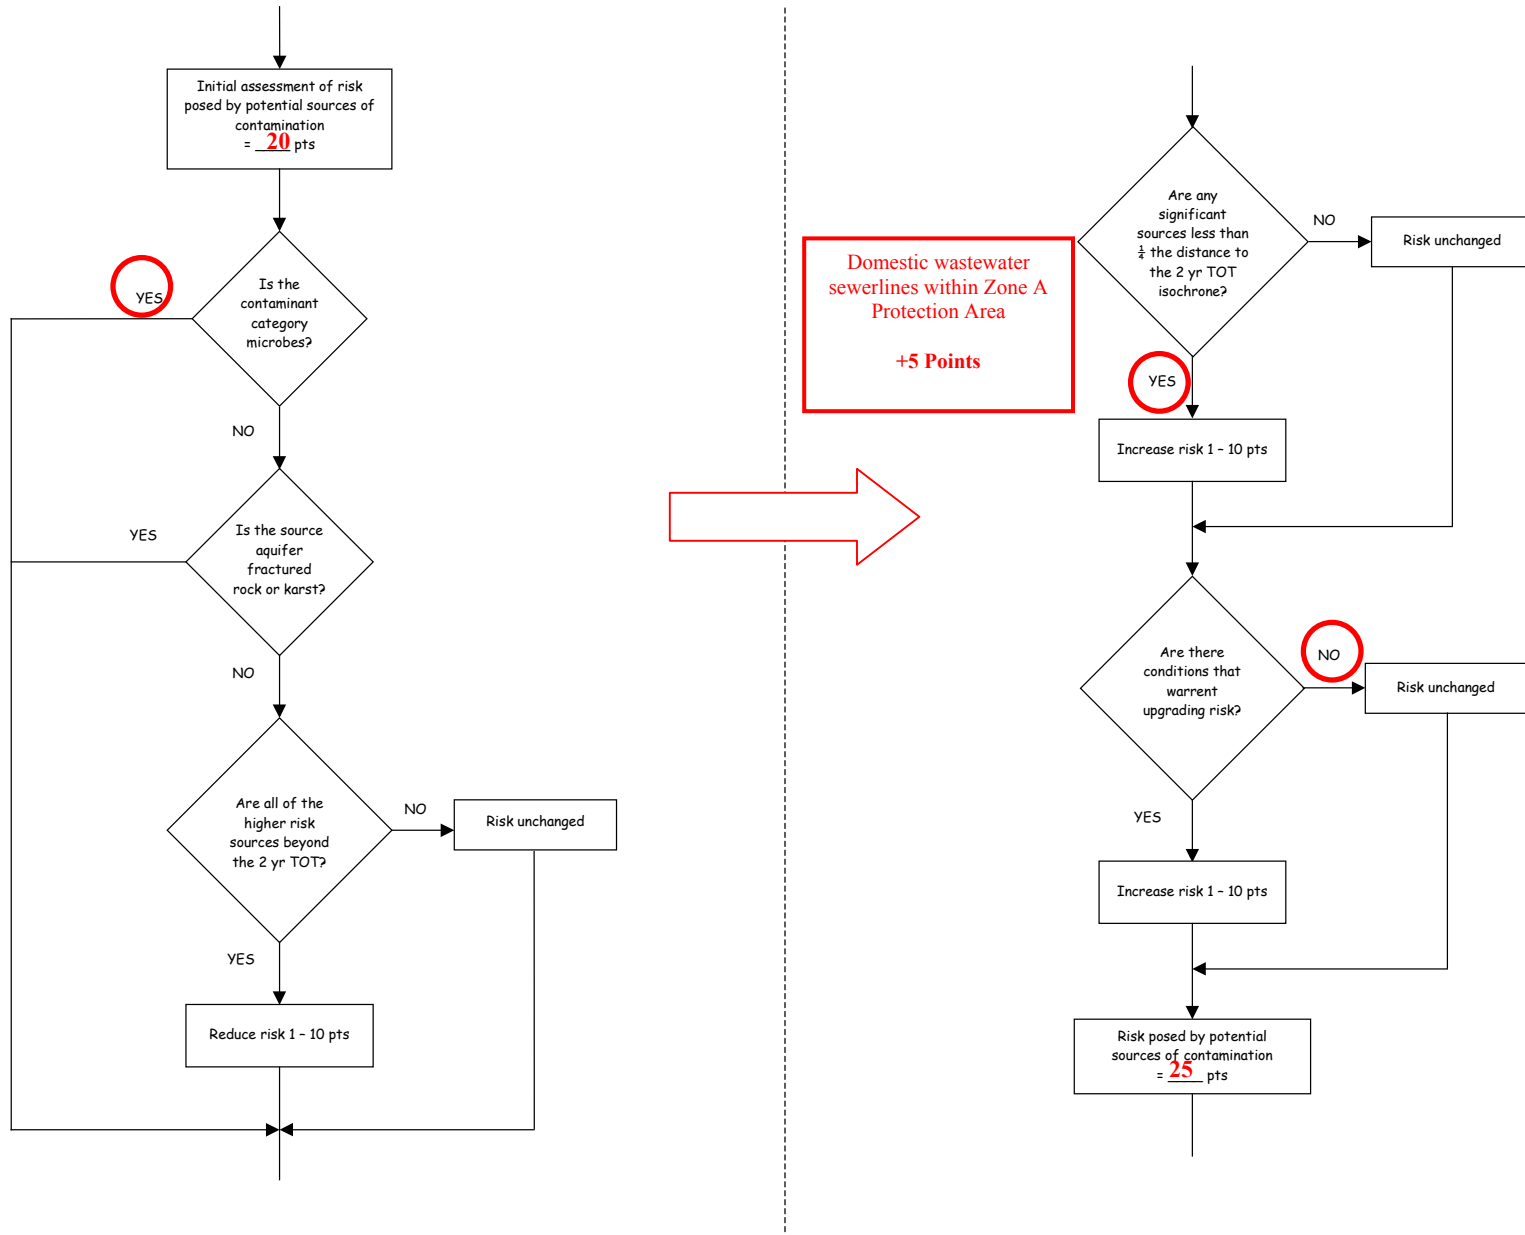 Initial assessment of risk
posed by potential sources of
contamination
= 20 pts
Is the
contaminant
category
microbes?
YES
NO
Is the source
aquifer
fractured
rock or karst?
YES
NO
Are all of the
higher risk
sources beyond
the 2 yr TOT?
NO
Risk unchanged
YES
Reduce risk 1 – 10 pts
Are any
significant
sources less than
¼ the distance to
the 2 yr TOT
isochrone?
NO
Risk unchanged
Domestic wastewater
sewerlines within Zone A
Protection Area
+5 Points
YES
Increase risk 1 – 10 pts
Are there
conditions that
warrent
upgrading risk?
NO
Risk unchanged
YES
Increase risk 1 – 10 pts
Risk posed by potential
sources of contamination
= 25 pts